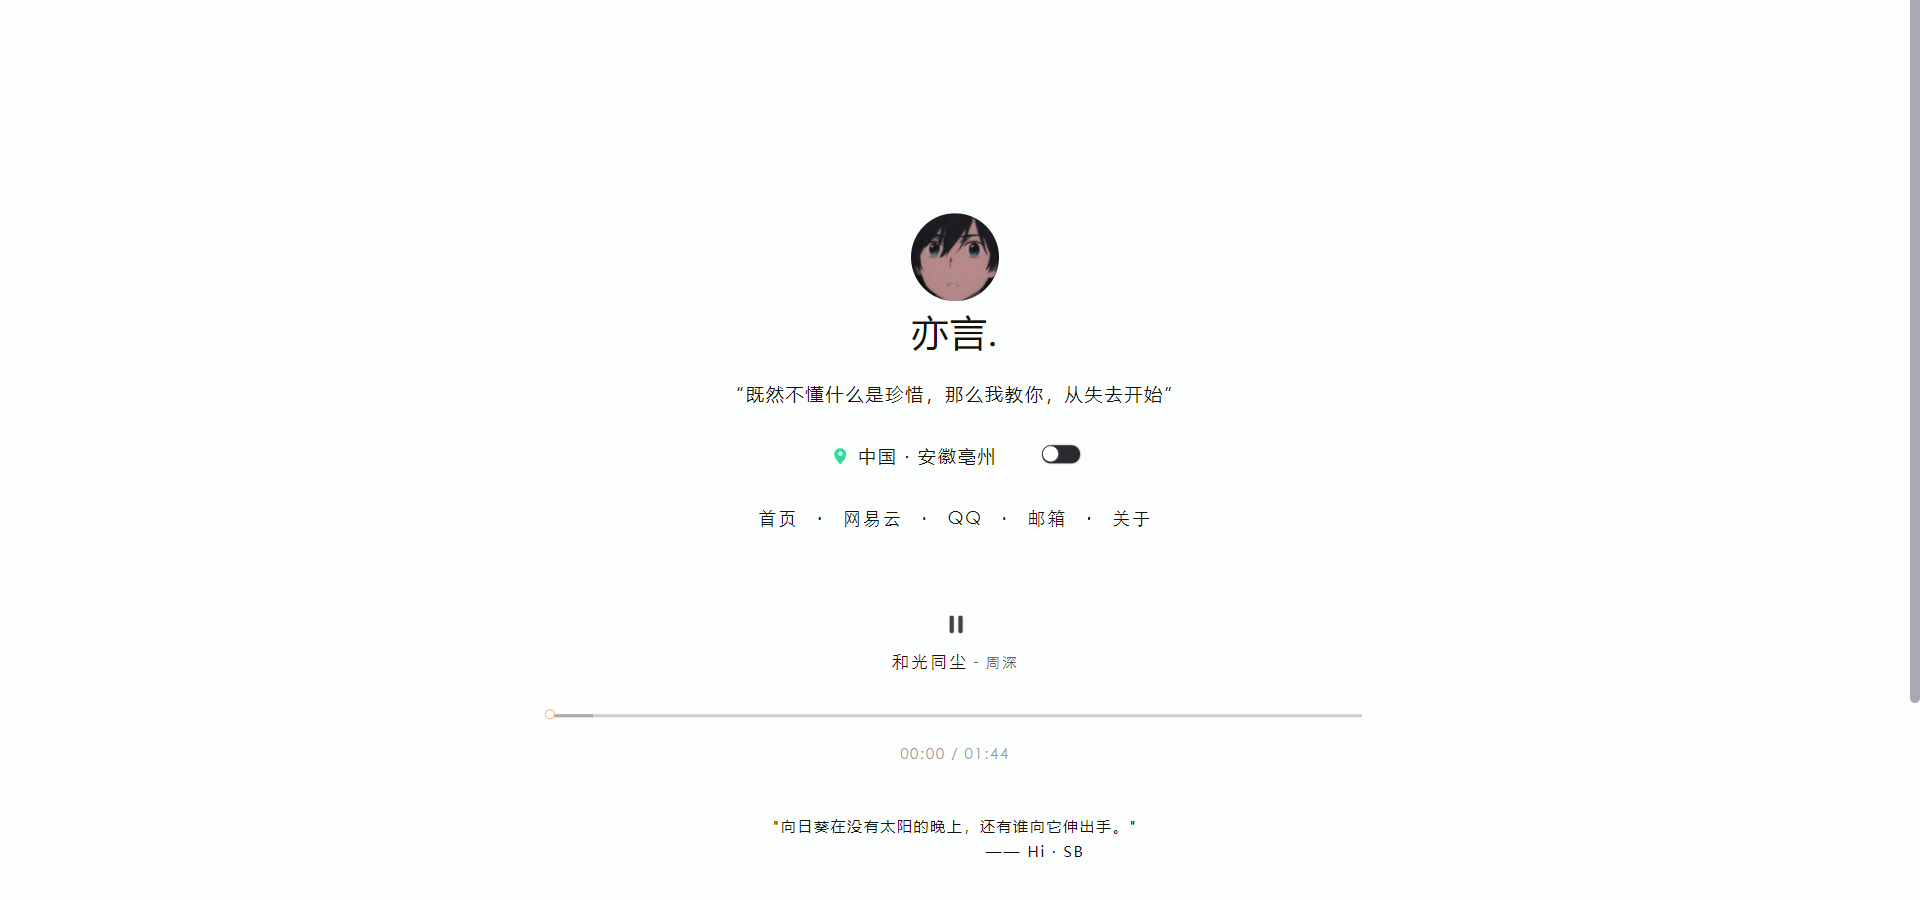 亦言.
“既然不懂什么是珍惜，那么我教你，从失去开始”
中国 · 安徽亳州
首页 · 网易云 · QQ · 邮箱 · 关于
和光同尘 - 周深
00:00 / 01:44
"向日葵在没有太阳的晚上，还有谁向它伸出手。"
—— Hi · SB